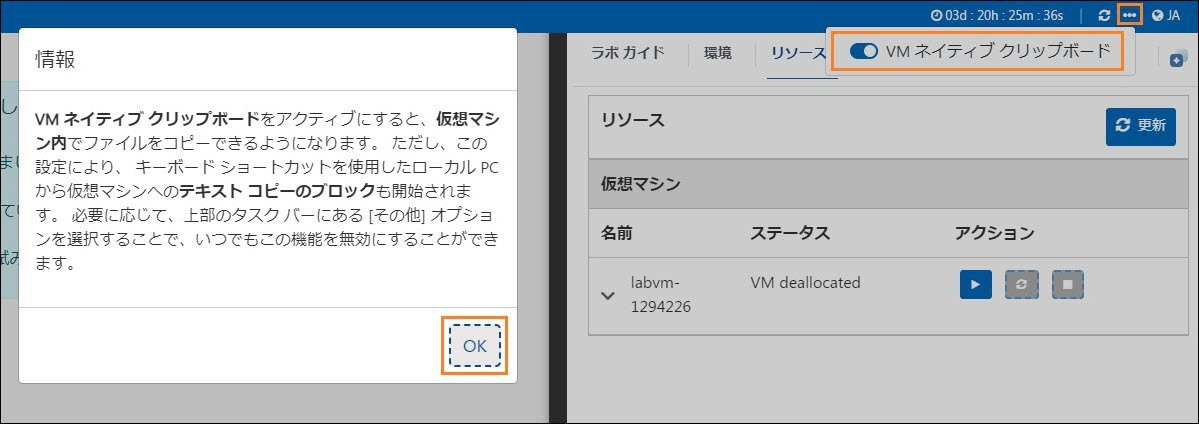 03d : 20h : 25m : 36s
JA
VM ネイティブ クリップボード
情報
VM ネイティブ クリップボードをアクティブにすると、仮想マシ
ン内でファイルをコピーできるようになります。 ただし、この
設定により、 キーボード ショートカットを使用したローカル PC
から仮想マシンへのテキスト コピーのブロックも開始されま
す。 必要に応じて、上部のタスク バーにある [その他] オプショ
ンを選択することで、いつでもこの機能を無効にすることができ
ます。
OK
ラボ ガイド
環境
リソース
リソース
更新
仮想マシン
名前 ステータス アクション
labvm-
1294226
VM deallocated